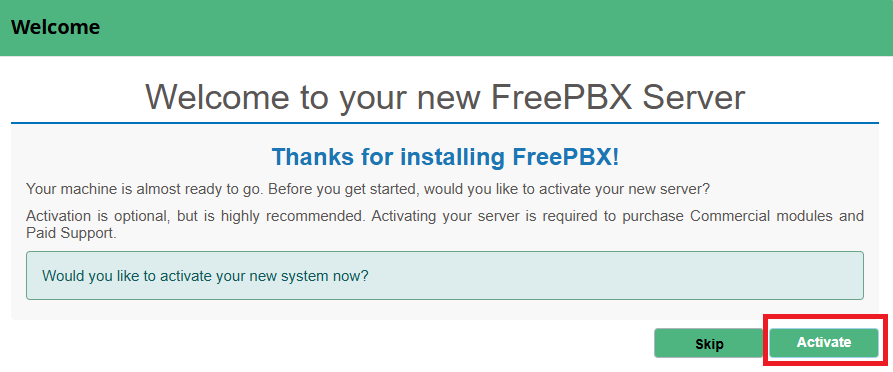 Welcome
Welcome to your new FreePBX Server
Thanks for installing FreePBX!
Your machine is almost ready to go. Before you get started, would you like to activate your new server?
Activation is optional, but is highly recommended. Activating your server is required to purchase Commercial modules and
Paid Support.
Would you like to activate your new system now?
Skip
Activate